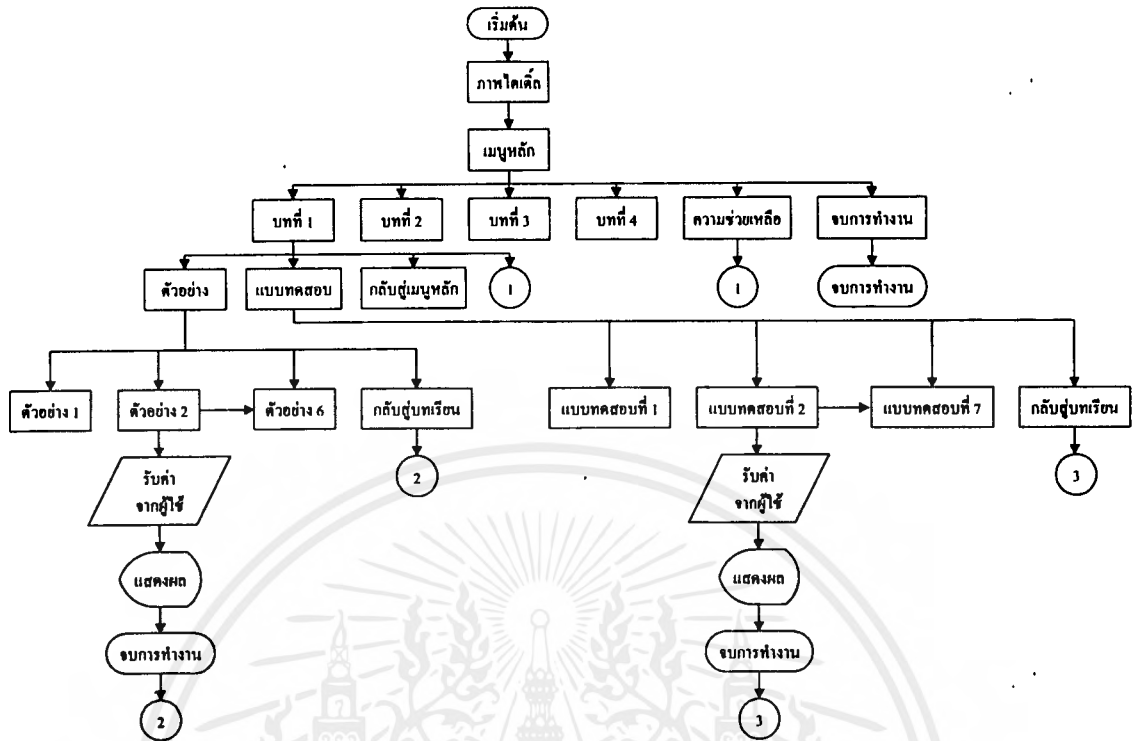 เริ่มต้น
ภาพไตเติ้ล
เมนูหลัก
บทที่ 1
บทที่ 2
บทที่ 3
บทที่ 4
ความช่วยเหลือ
จบการทำงาน
ตัวอย่าง
แบบทดสอบ
กลับสู่เมนูหลัก
1
1
จบการทำงาน
ตัวอย่าง 1
ตัวอย่าง 2
ตัวอย่าง 6
กลับสู่บทเรียน
แบบทดสอบที่ 1
แบบทดสอบที่ 2
แบบทดสอบที่ 7
กลับสู่บทเรียน
รับค่า
จากผู้ใช้
2
รับค่า
จากผู้ใช้
3
แสดงผล
แสดงผล
จบการทำงาน
จบการทำงาน
2
3